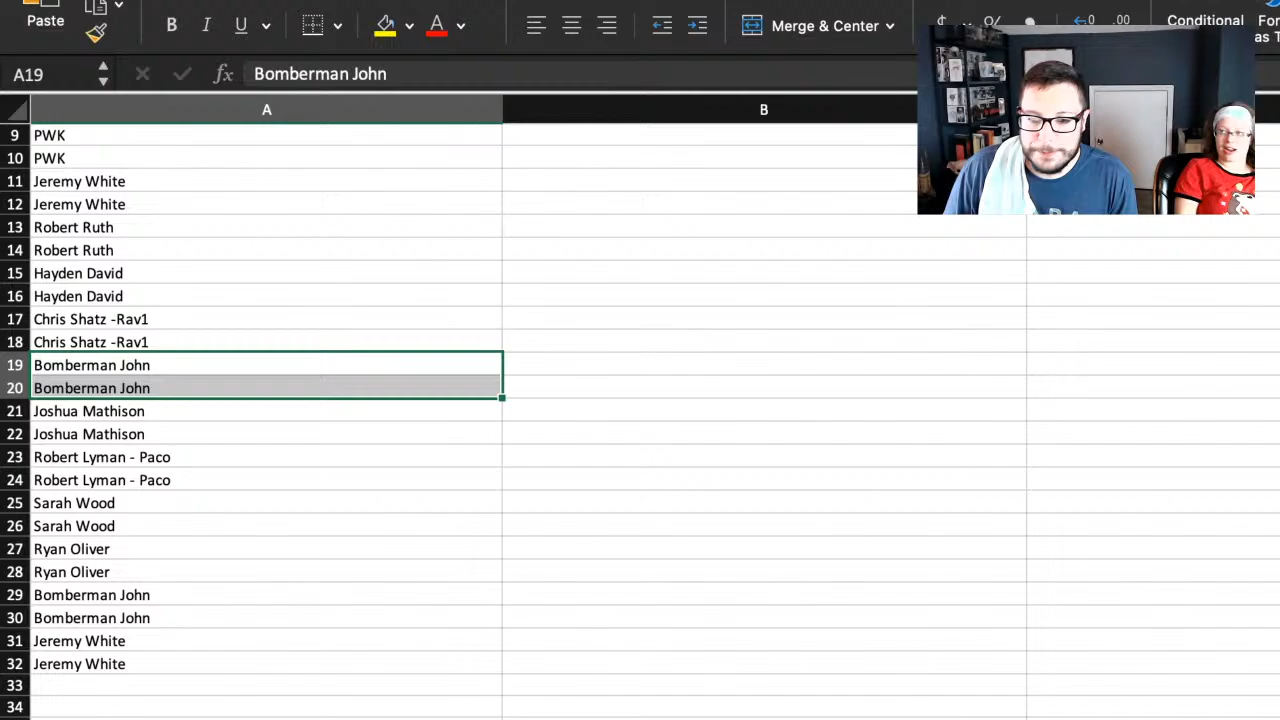 Paste
B I U
A
Merge & Center
¢ % .00
Conditional
as T
A19
fx Bomberman John
A B
9 PWK
10 PWK
11 Jeremy White
12 Jeremy White
13 Robert Ruth
14 Robert Ruth
15 Hayden David
16 Hayden David
17 Chris Shatz -Rav1
18 Chris Shatz -Rav1
19 Bomberman John
20 Bomberman John
21 Joshua Mathison
22 Joshua Mathison
23 Robert Lyman - Paco
24 Robert Lyman - Paco
25 Sarah Wood
26 Sarah Wood
27 Ryan Oliver
28 Ryan Oliver
29 Bomberman John
30 Bomberman John
31 Jeremy White
32 Jeremy White
33
34